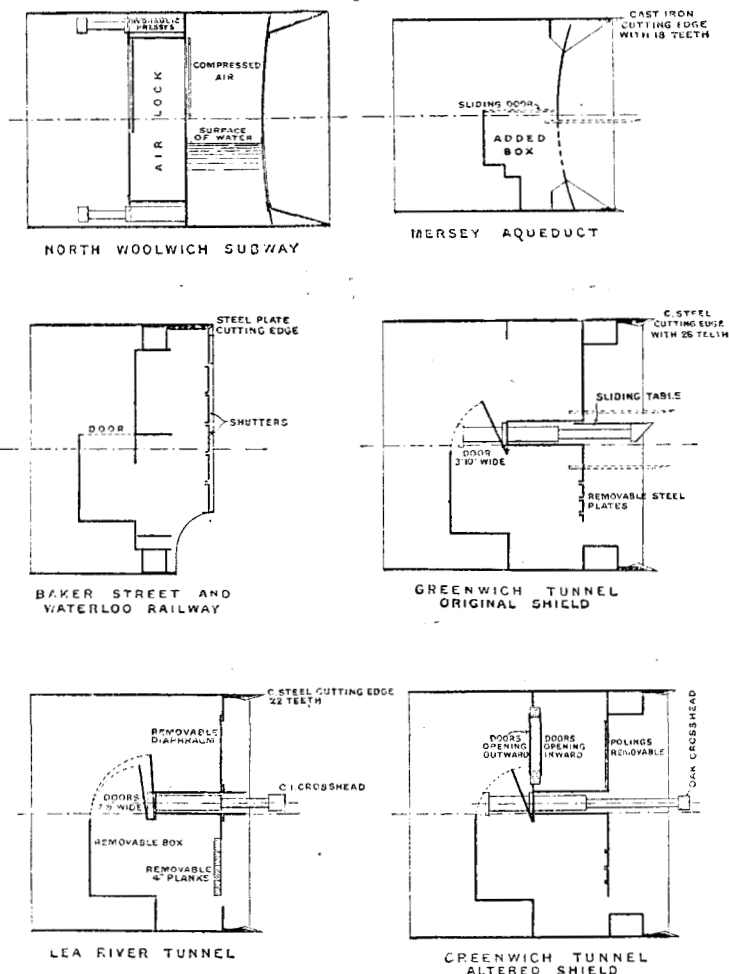 HYDRAULIC
PRESSES
AIR LOCK
COMPRESSED
AIR
SURFACE
OF WATER
NORTH WOOLWICH SUBWAY
CAST IRON
CUTTING EDGE
WITH 18 TEETH
SLIDING DOOR
ADDED
BOX
MERSEY AQUEDUCT
STEEL PLATE
CUTTING EDGE
DOOR
SHUTTERS
BAKER STREET AND
WATERLOO RAILWAY
C. STEEL
CUTTING EDGE
WITH 26 TEETH
SLIDING TABLE
DOOR
3'10" WIDE
REMOVABLE STEEL
PLATES
GREENWICH TUNNEL
ORIGINAL SHIELD
C. STEEL CUTTING EDGE
22 TEETH
REMOVABLE
DIAPHRAGM
DOORS
WIDE
C.I. CROSSHEAD
REMOVABLE BOX
REMOVABLE
4" PLANKS
LEA RIVER TUNNEL
DOORS
OPENING
OUTWARD
DOORS
OPENING
INWARD
POLINGS
REMOVABLE
OAK CROSSHEAD
GREENWICH TUNNEL
ALTERED SHIELD